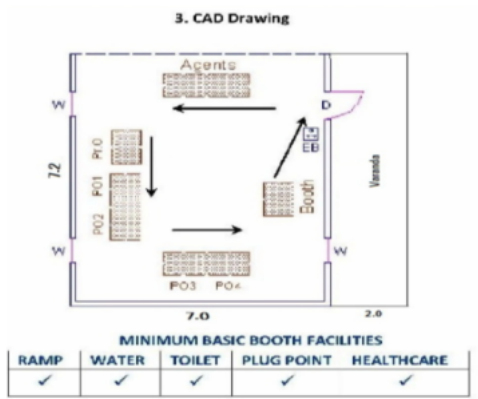 3. CAD Drawing
Agents
W
D
EB
Pr.O
7.2
PO1
Varanda
Booth
PO2
W
W
PO3 PO4
7.0
2.0
MINIMUM BASIC BOOTH FACILITIES
RAMP WATER TOILET PLUG POINT HEALTHCARE
✓ ✓ ✓ ✓ ✓